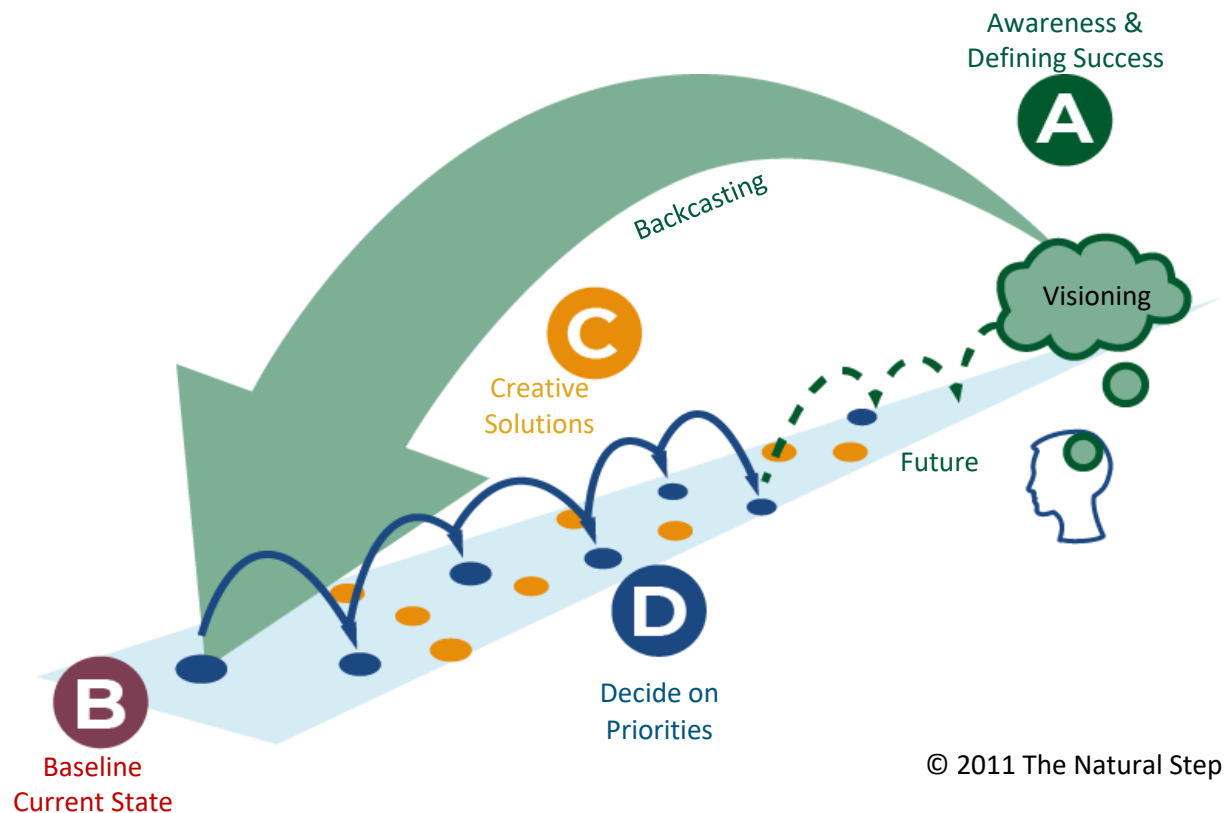 Awareness &
Defining Success
A
Backcasting
Visioning
C
Creative
Solutions
Future
D
Decide on
Priorities
B
Baseline
Current State
© 2011 The Natural Step